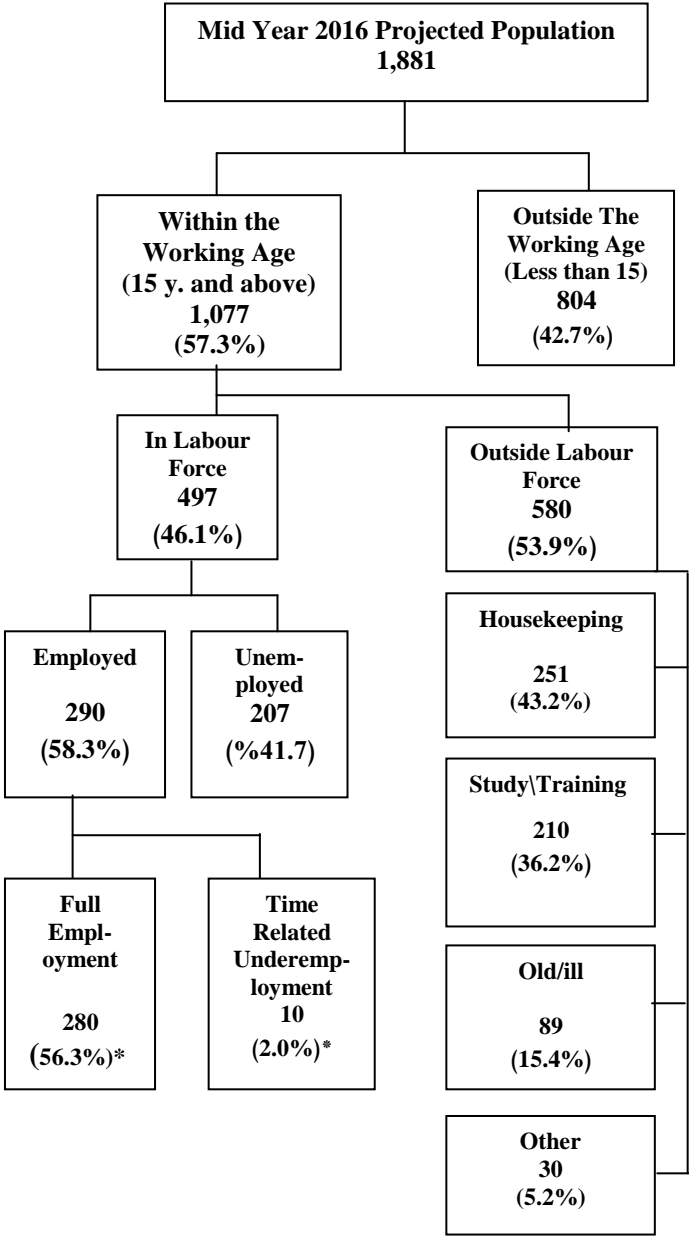 Mid Year 2016 Projected Population
1,881
Within the
Working Age
(15 y. and above)
1,077
(57.3%)
Outside The
Working Age
(Less than 15)
804
(42.7%)
In Labour
Force
497
(46.1%)
Outside Labour
Force
580
(53.9%)
Employed
290
(58.3%)
Unem-
ployed
207
(%41.7)
Housekeeping
251
(43.2%)
Study\Training
210
(36.2%)
Full
Empl-
oyment
280
(56.3%)*
Time
Related
Underemp-
loyment
10
(2.0%)*
Old/ill
89
(15.4%)
Other
30
(5.2%)